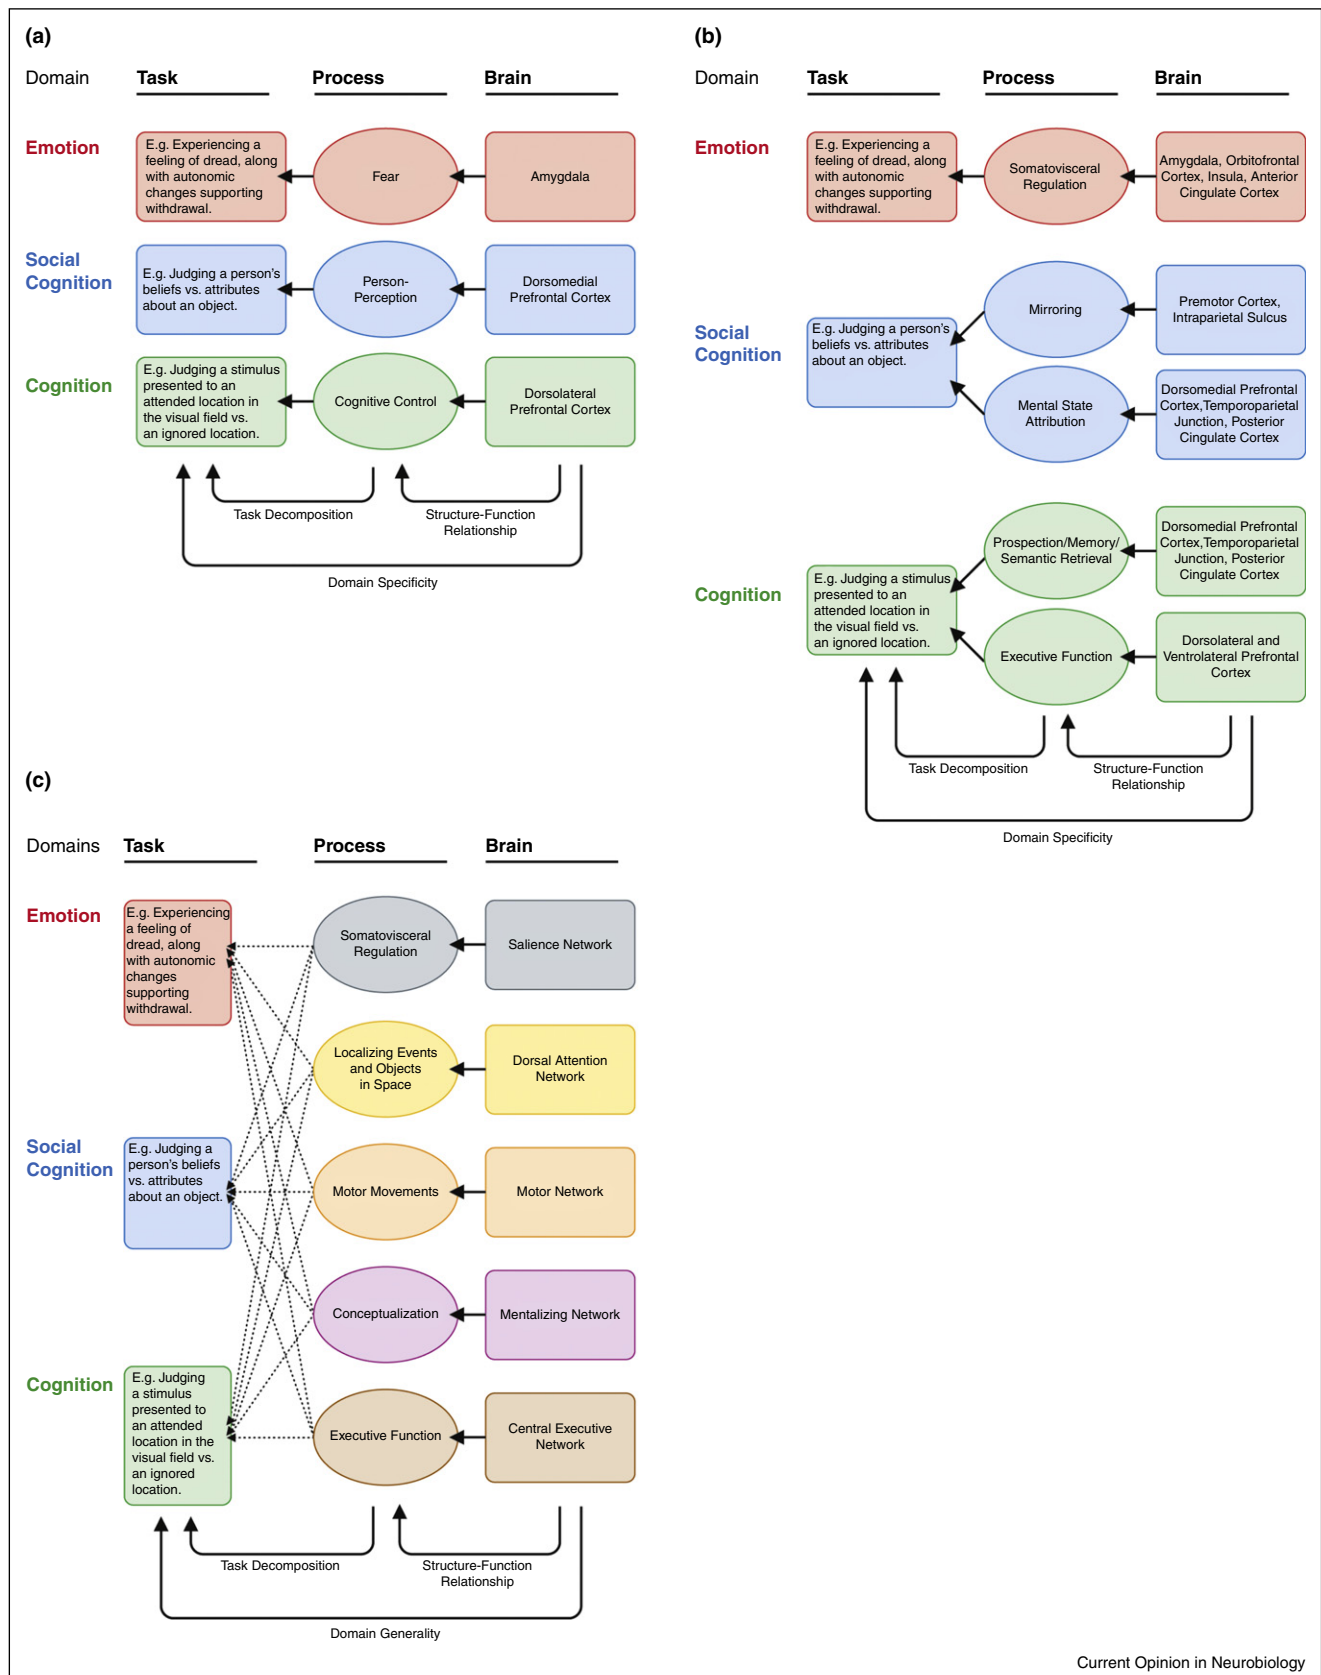 (a)
Domain
Task
Process
Brain
Emotion
E.g. Experiencing a
feeling of dread, along
with autonomic
changes supporting
withdrawal.
Fear
Amygdala
Social
Cognition
E.g. Judging a person's
beliefs vs. attributes
about an object.
Person-
Perception
Dorsomedial
Prefrontal Cortex
Cognition
E.g. Judging a stimulus
presented to an
attended location in
the visual field vs.
an ignored location.
Cognitive Control
Dorsolateral
Prefrontal Cortex
Task Decomposition
Structure-Function
Relationship
Domain Specificity
(b)
Domain
Task
Process
Brain
Emotion
E.g. Experiencing a
feeling of dread, along
with autonomic
changes supporting
withdrawal.
Somatovisceral
Regulation
Amygdala, Orbitofrontal
Cortex, Insula, Anterior
Cingulate Cortex
Social
Cognition
E.g. Judging a person's
beliefs vs. attributes
about an object.
Mirroring
Premotor Cortex,
Intraparietal Sulcus
Mental State
Attribution
Dorsomedial Prefrontal
Cortex,Temporoparietal
Junction, Posterior
Cingulate Cortex
Cognition
E.g. Judging a stimulus
presented to an
attended location in
the visual field vs.
an ignored location.
Prospection/Memory/
Semantic Retrieval
Dorsomedial Prefrontal
Cortex,Temporoparietal
Junction, Posterior
Cingulate Cortex
Executive Function
Dorsolateral and
Ventrolateral Prefrontal
Cortex
Task Decomposition
Structure-Function
Relationship
Domain Specificity
(c)
Domains
Task
Process
Brain
Emotion
E.g. Experiencing
a feeling of
dread, along
with autonomic
changes
supporting
withdrawal.
Somatovisceral
Regulation
Salience Network
Localizing Events
and Objects
in Space
Dorsal Attention
Network
Social
Cognition
E.g. Judging a
person's beliefs
vs. attributes
about an object.
Motor Movements
Motor Network
Conceptualization
Mentalizing Network
Cognition
E.g. Judging
a stimulus
presented to
an attended
location in the
visual field vs.
an ignored
location.
Executive Function
Central Executive
Network
Task Decomposition
Structure-Function
Relationship
Domain Generality
Current Opinion in Neurobiology